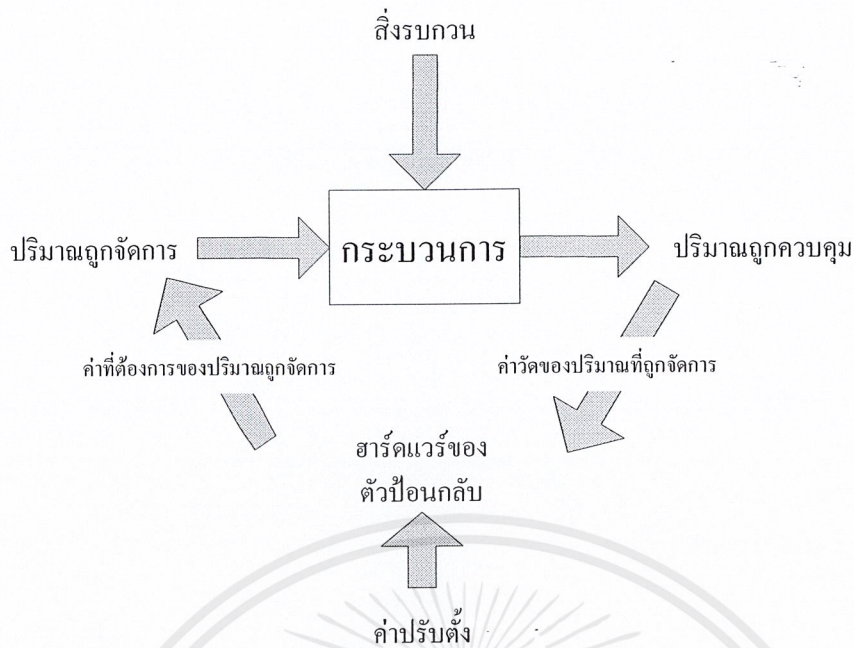 สิ่งรบกวน
ปริมาณถูกจัดการ
กระบวนการ
ปริมาณถูกควบคุม
ค่าที่ต้องการของปริมาณถูกจัดการ
ค่าวัดของปริมาณที่ถูกจัดการ
ฮาร์ดแวร์ของ
ตัวป้อนกลับ
ค่าปรับตั้ง